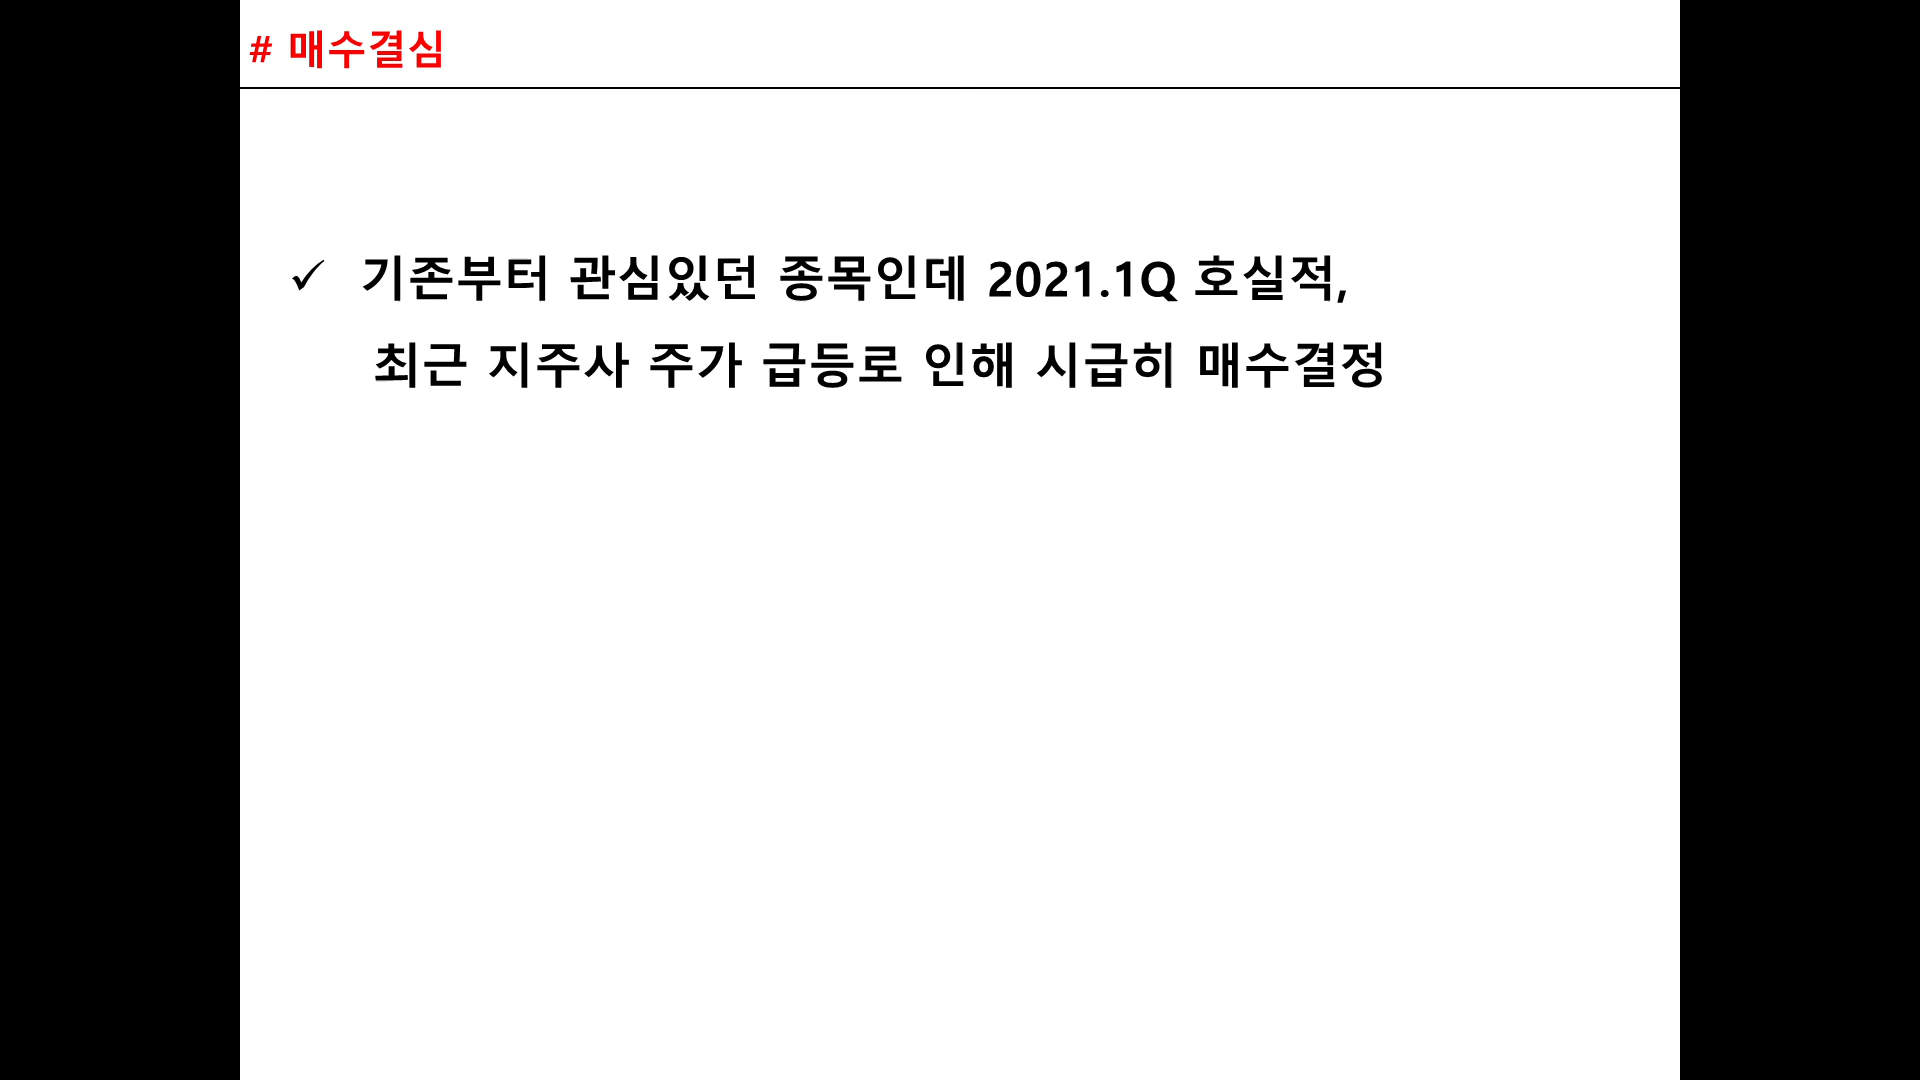 # 매수결심
✓ 기존부터 관심있던 종목인데 2021.1Q 호실적,
최근 지주사 주가 급등로 인해 시급히 매수결정